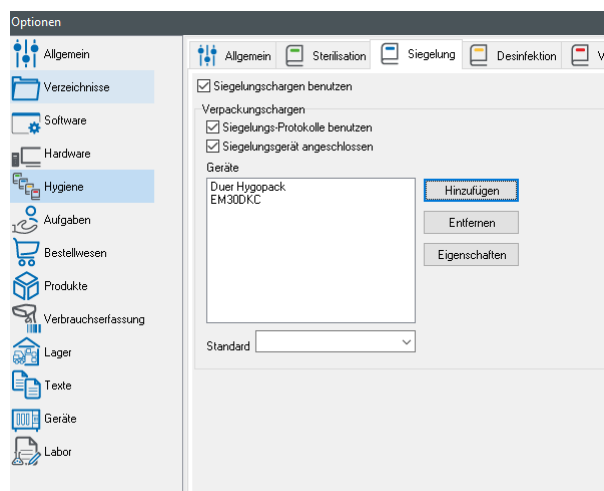 Optionen
Allgemein
Verzeichnisse
Software
Hardware
Hygiene
Aufgaben
Bestellwesen
Produkte
Verbrauchserfassung
Lager
Texte
Geräte
Labor
Allgemein Sterilisation Siegelung Desinfektion V
Siegelungschargen benutzen
Verpackungschargen
Siegelungs-Protokolle benutzen
Siegelungsgerät angeschlossen
Geräte
Duer Hygopack
EM30DKC
Hinzufügen
Entfernen
Eigenschaften
Standard